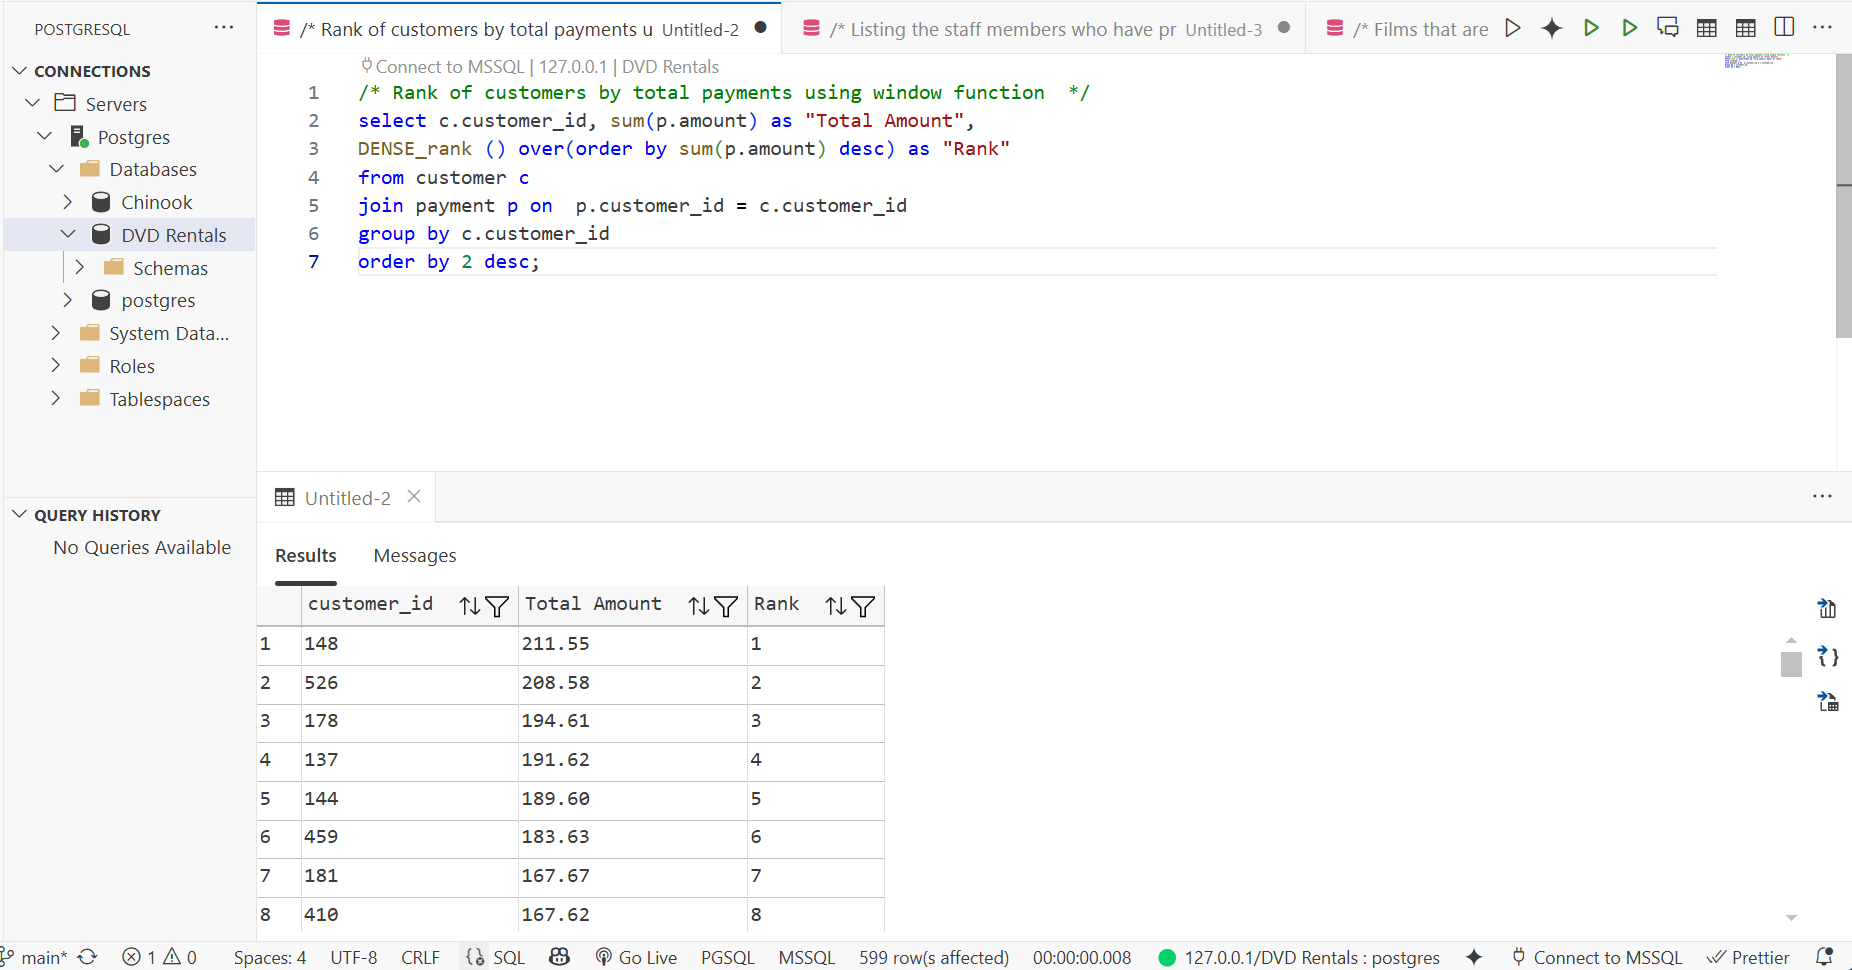 POSTGRESQL
CONNECTIONS
Servers
Postgres
Databases
Chinook
DVD Rentals
Schemas
postgres
System Data...
Roles
Tablespaces
QUERY HISTORY
No Queries Available
/* Rank of customers by total payments u Untitled-2
/* Listing the staff members who have pr Untitled-3
/* Films that are
Connect to MSSQL | 127.0.0.1 | DVD Rentals
1 /* Rank of customers by total payments using window function  */
2 select c.customer_id, sum(p.amount) as "Total Amount",
3 DENSE_rank () over(order by sum(p.amount) desc) as "Rank"
4 from customer c
5 join payment p on  p.customer_id = c.customer_id
6 group by c.customer_id
7 order by 2 desc;
Untitled-2
Results Messages
customer_id Total Amount Rank
1 148 211.55 1
2 526 208.58 2
3 178 194.61 3
4 137 191.62 4
5 144 189.60 5
6 459 183.63 6
7 181 167.67 7
8 410 167.62 8
main* 1 0 Spaces: 4 UTF-8 CRLF SQL Go Live PGSQL MSSQL 599 row(s affected) 00:00:00.008 127.0.0.1/DVD Rentals : postgres Connect to MSSQL Prettier